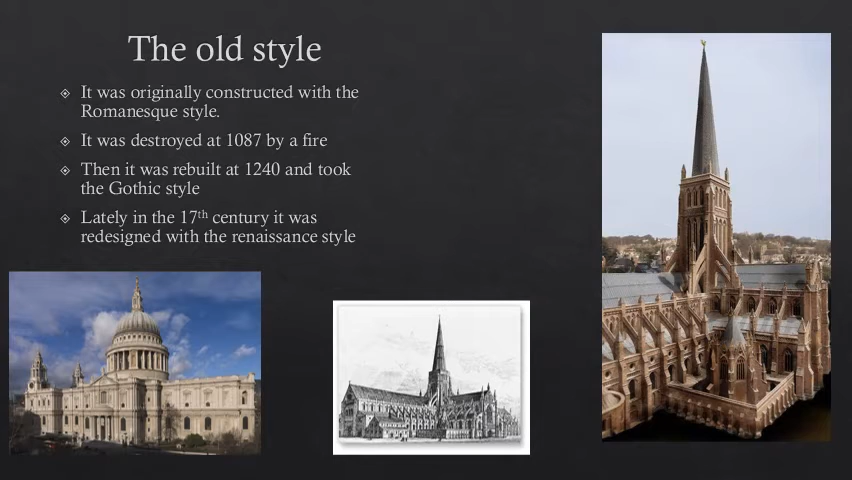 The old style
It was originally constructed with the
Romanesque style.
It was destroyed at 1087 by a fire
Then it was rebuilt at 1240 and took
the Gothic style
Lately in the 17th century it was
redesigned with the renaissance style